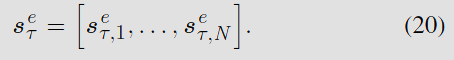 s^e_τ = [s^e_{τ,1}, . . . , s^e_{τ,N}]. (20)